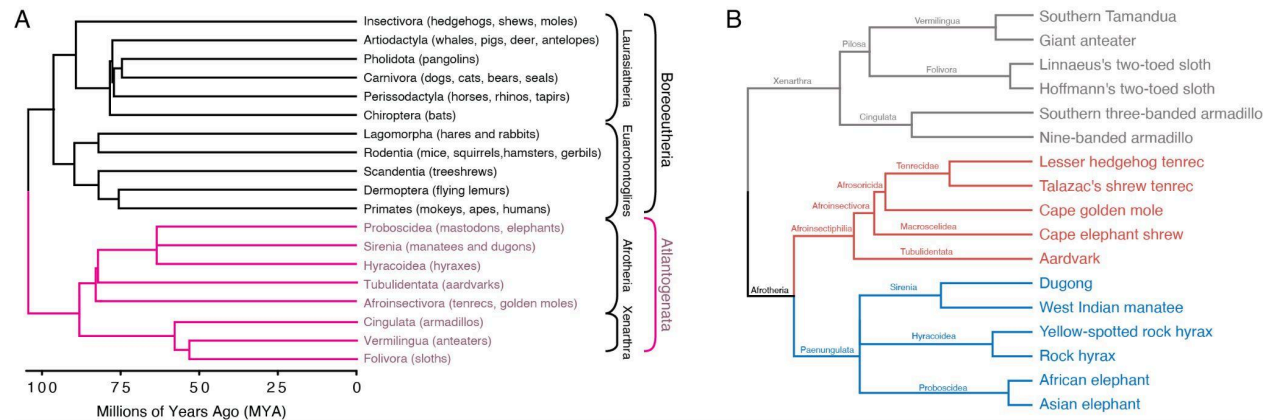 A
Insectivora (hedgehogs, shews, moles)
Artiodactyla (whales, pigs, deer, antelopes)
Pholidota (pangolins)
Carnivora (dogs, cats, bears, seals)
Perissodactyla (horses, rhinos, tapirs)
Chiroptera (bats)
Lagomorpha (hares and rabbits)
Rodentia (mice, squirrels,hamsters, gerbils)
Scandentia (treeshrews)
Dermoptera (flying lemurs)
Primates (mokeys, apes, humans)
Proboscidea (mastodons, elephants)
Sirenia (manatees and dugons)
Hyracoidea (hyraxes)
Tubulidentata (aardvarks)
Afroinsectivora (tenrecs, golden moles)
Cingulata (armadillos)
Vermilingua (anteaters)
Folivora (sloths)
Laurasiatheria
Euarchontoglires
Afrotheria
Xenarthra
Boreoeutheria
Atlantogenata
100 75 50 25 0
Millions of Years Ago (MYA)
B
Xenarthra
Pilosa
Vermilingua
Folivora
Cingulata
Afrotheria
Afroinsectiphilia
Afroinsectivora
Afrosoricida
Tenrecidae
Macroscelidea
Tubulidentata
Paenungulata
Sirenia
Hyracoidea
Proboscidea
Southern Tamandua
Giant anteater
Linnaeus's two-toed sloth
Hoffmann's two-toed sloth
Southern three-banded armadillo
Nine-banded armadillo
Lesser hedgehog tenrec
Talazac's shrew tenrec
Cape golden mole
Cape elephant shrew
Aardvark
Dugong
West Indian manatee
Yellow-spotted rock hyrax
Rock hyrax
African elephant
Asian elephant